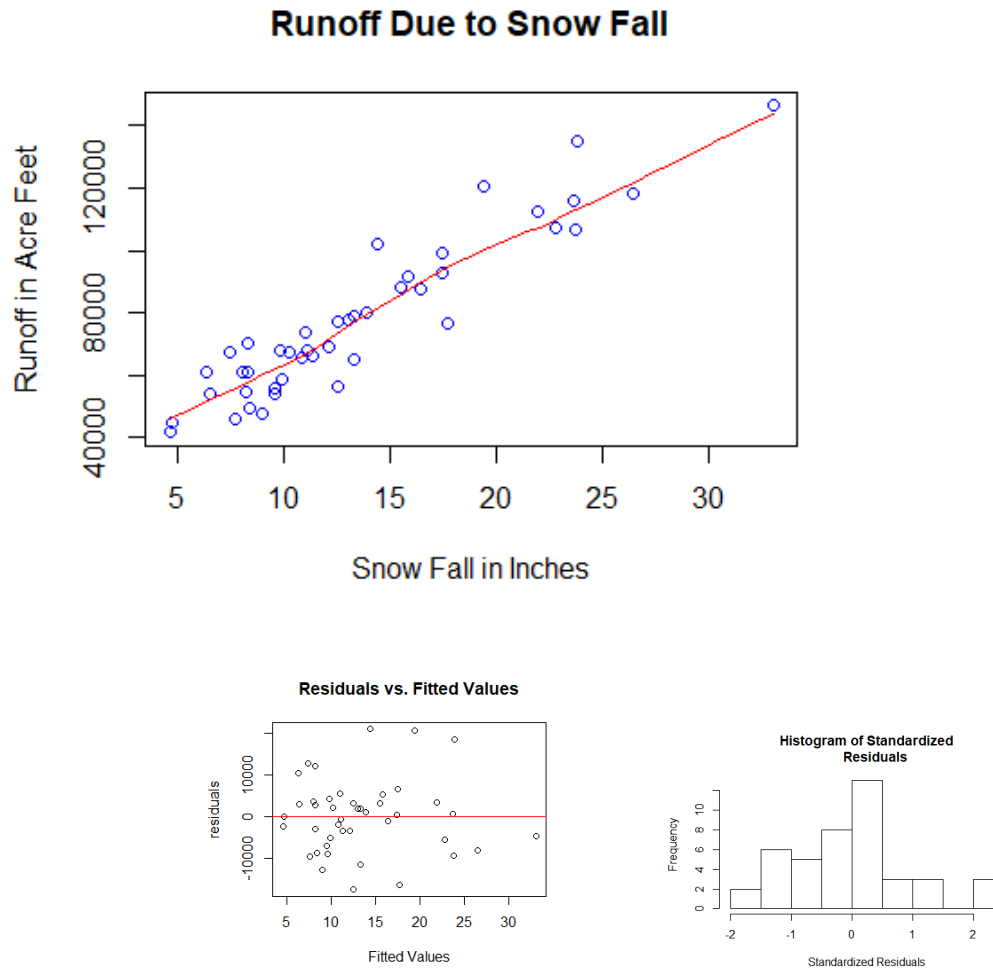 Runoff Due to Snow Fall
Runoff in Acre Feet
40000 80000 120000
5 10 15 20 25 30
Snow Fall in Inches
Residuals vs. Fitted Values
residuals
-10000 0 10000
5 10 15 20 25 30
Fitted Values
Histogram of Standardized
Residuals
Frequency
0 2 4 6 8 10
-2 -1 0 1 2
Standardized Residuals